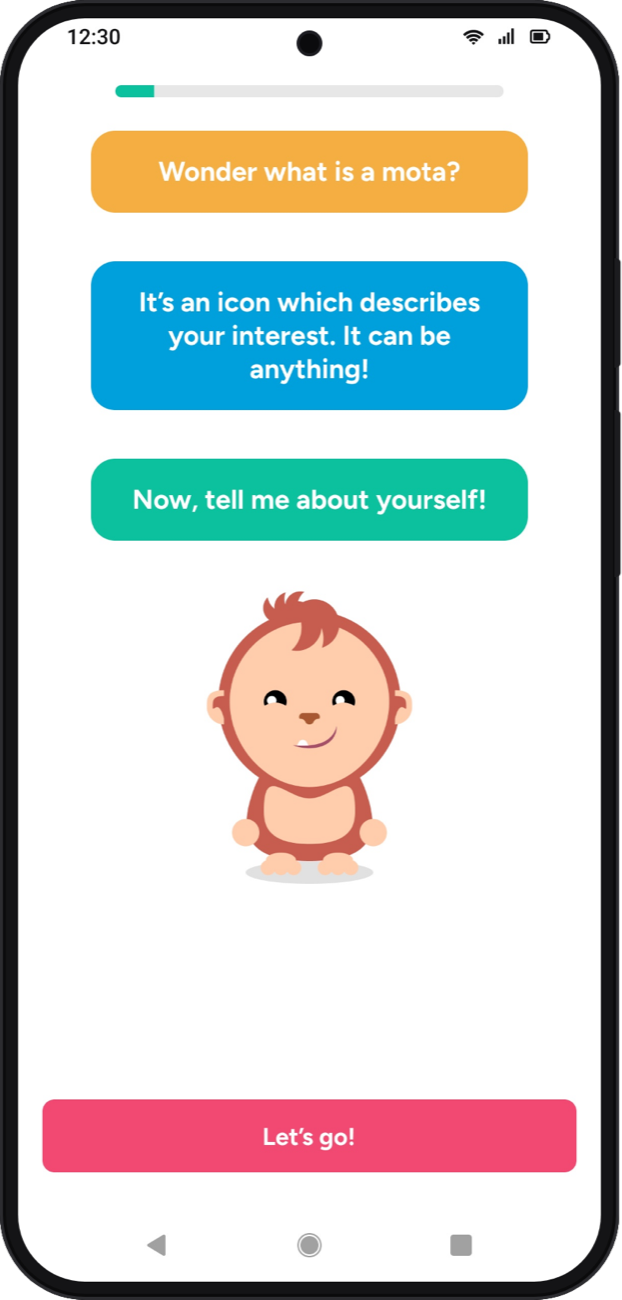 12:30
Wonder what is a mota?
It’s an icon which describes
your interest. It can be
anything!
Now, tell me about yourself!
Let’s go!